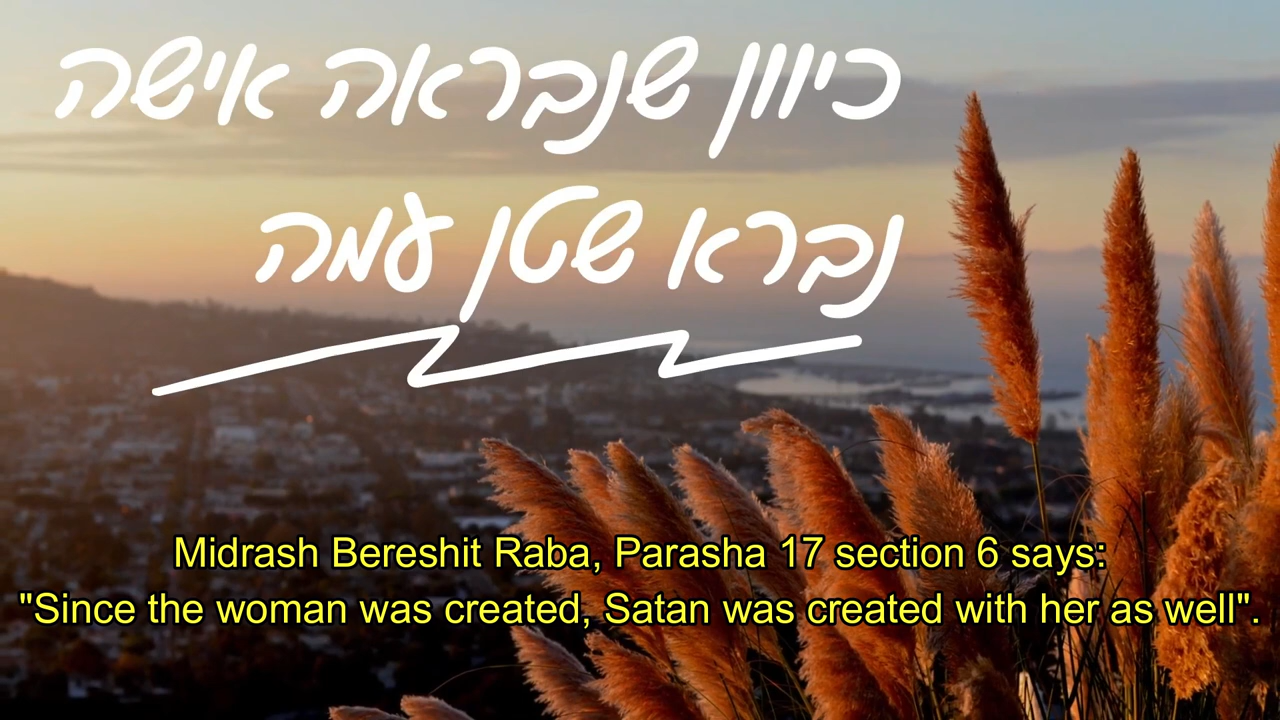 כיוון שנבראה אישה
נברא שטן עמה
Midrash Bereshit Raba, Parasha 17 section 6 says:
"Since the woman was created, Satan was created with her as well".